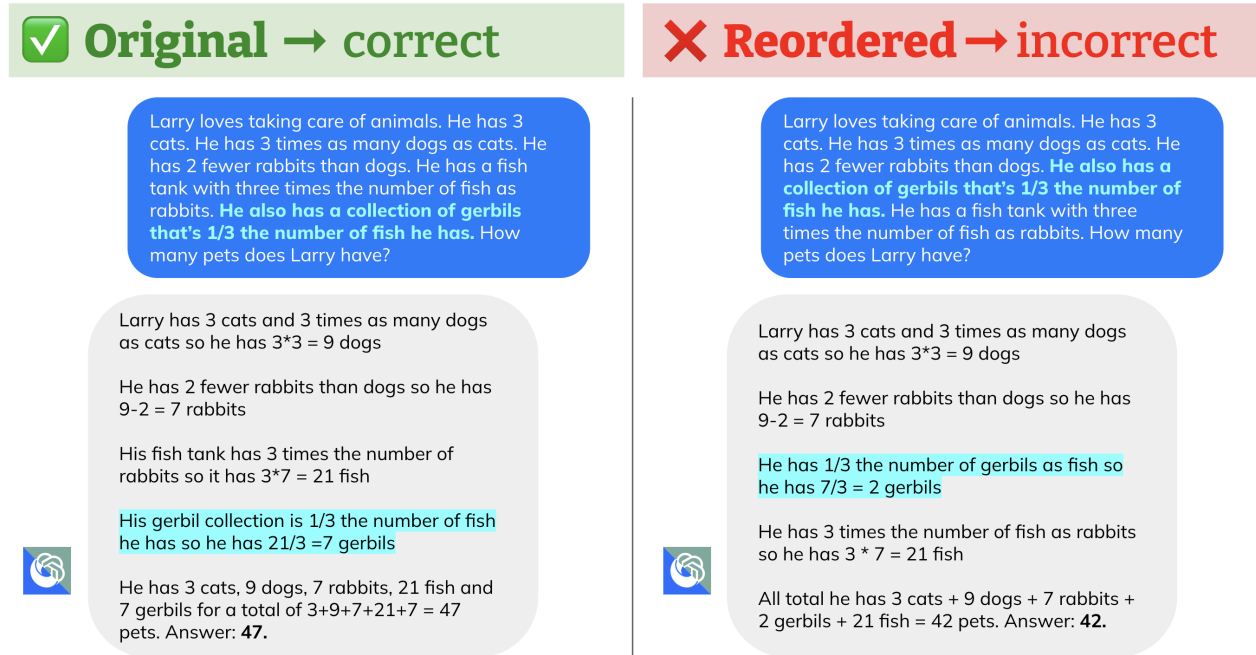 Original → correct
Larry loves taking care of animals. He has 3
cats. He has 3 times as many dogs as cats. He
has 2 fewer rabbits than dogs. He has a fish
tank with three times the number of fish as
rabbits. He also has a collection of gerbils
that's 1/3 the number of fish he has. How
many pets does Larry have?
Larry has 3 cats and 3 times as many dogs
as cats so he has 3*3 = 9 dogs
He has 2 fewer rabbits than dogs so he has
9-2 = 7 rabbits
His fish tank has 3 times the number of
rabbits so it has 3*7 = 21 fish
His gerbil collection is 1/3 the number of fish
he has so he has 21/3 =7 gerbils
He has 3 cats, 9 dogs, 7 rabbits, 21 fish and
7 gerbils for a total of 3+9+7+21+7 = 47
pets. Answer: 47.
Reordered → incorrect
Larry loves taking care of animals. He has 3
cats. He has 3 times as many dogs as cats. He
has 2 fewer rabbits than dogs. He also has a
collection of gerbils that's 1/3 the number of
fish he has. He has a fish tank with three
times the number of fish as rabbits. How many
pets does Larry have?
Larry has 3 cats and 3 times as many dogs
as cats so he has 3*3 = 9 dogs
He has 2 fewer rabbits than dogs so he has
9-2 = 7 rabbits
He has 1/3 the number of gerbils as fish so
he has 7/3 = 2 gerbils
He has 3 times the number of fish as rabbits
so he has 3 * 7 = 21 fish
All total he has 3 cats + 9 dogs + 7 rabbits +
2 gerbils + 21 fish = 42 pets. Answer: 42.